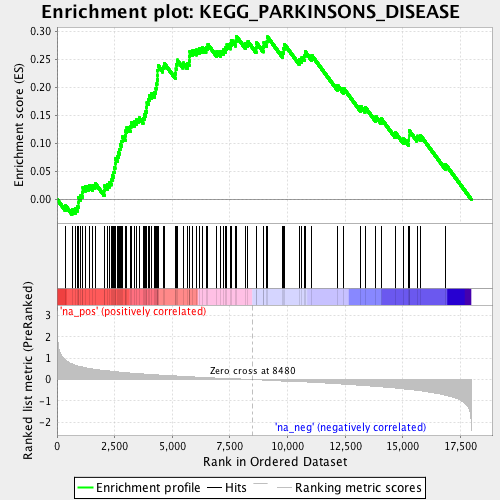 Enrichment plot: KEGG_PARKINSONS_DISEASE
Enrichment score (ES)
0.30
0.25
0.20
0.15
0.10
0.05
0.00
'na_pos' (positively correlated)
Ranked list metric (PreRanked)
3
2
1
0
-1
-2
Zero cross at 8480
'na_neg' (negatively correlated)
0
2,500
5,000
7,500
10,000
12,500
15,000
17,500
Rank in Ordered Dataset
Enrichment profile
Hits
Ranking metric scores